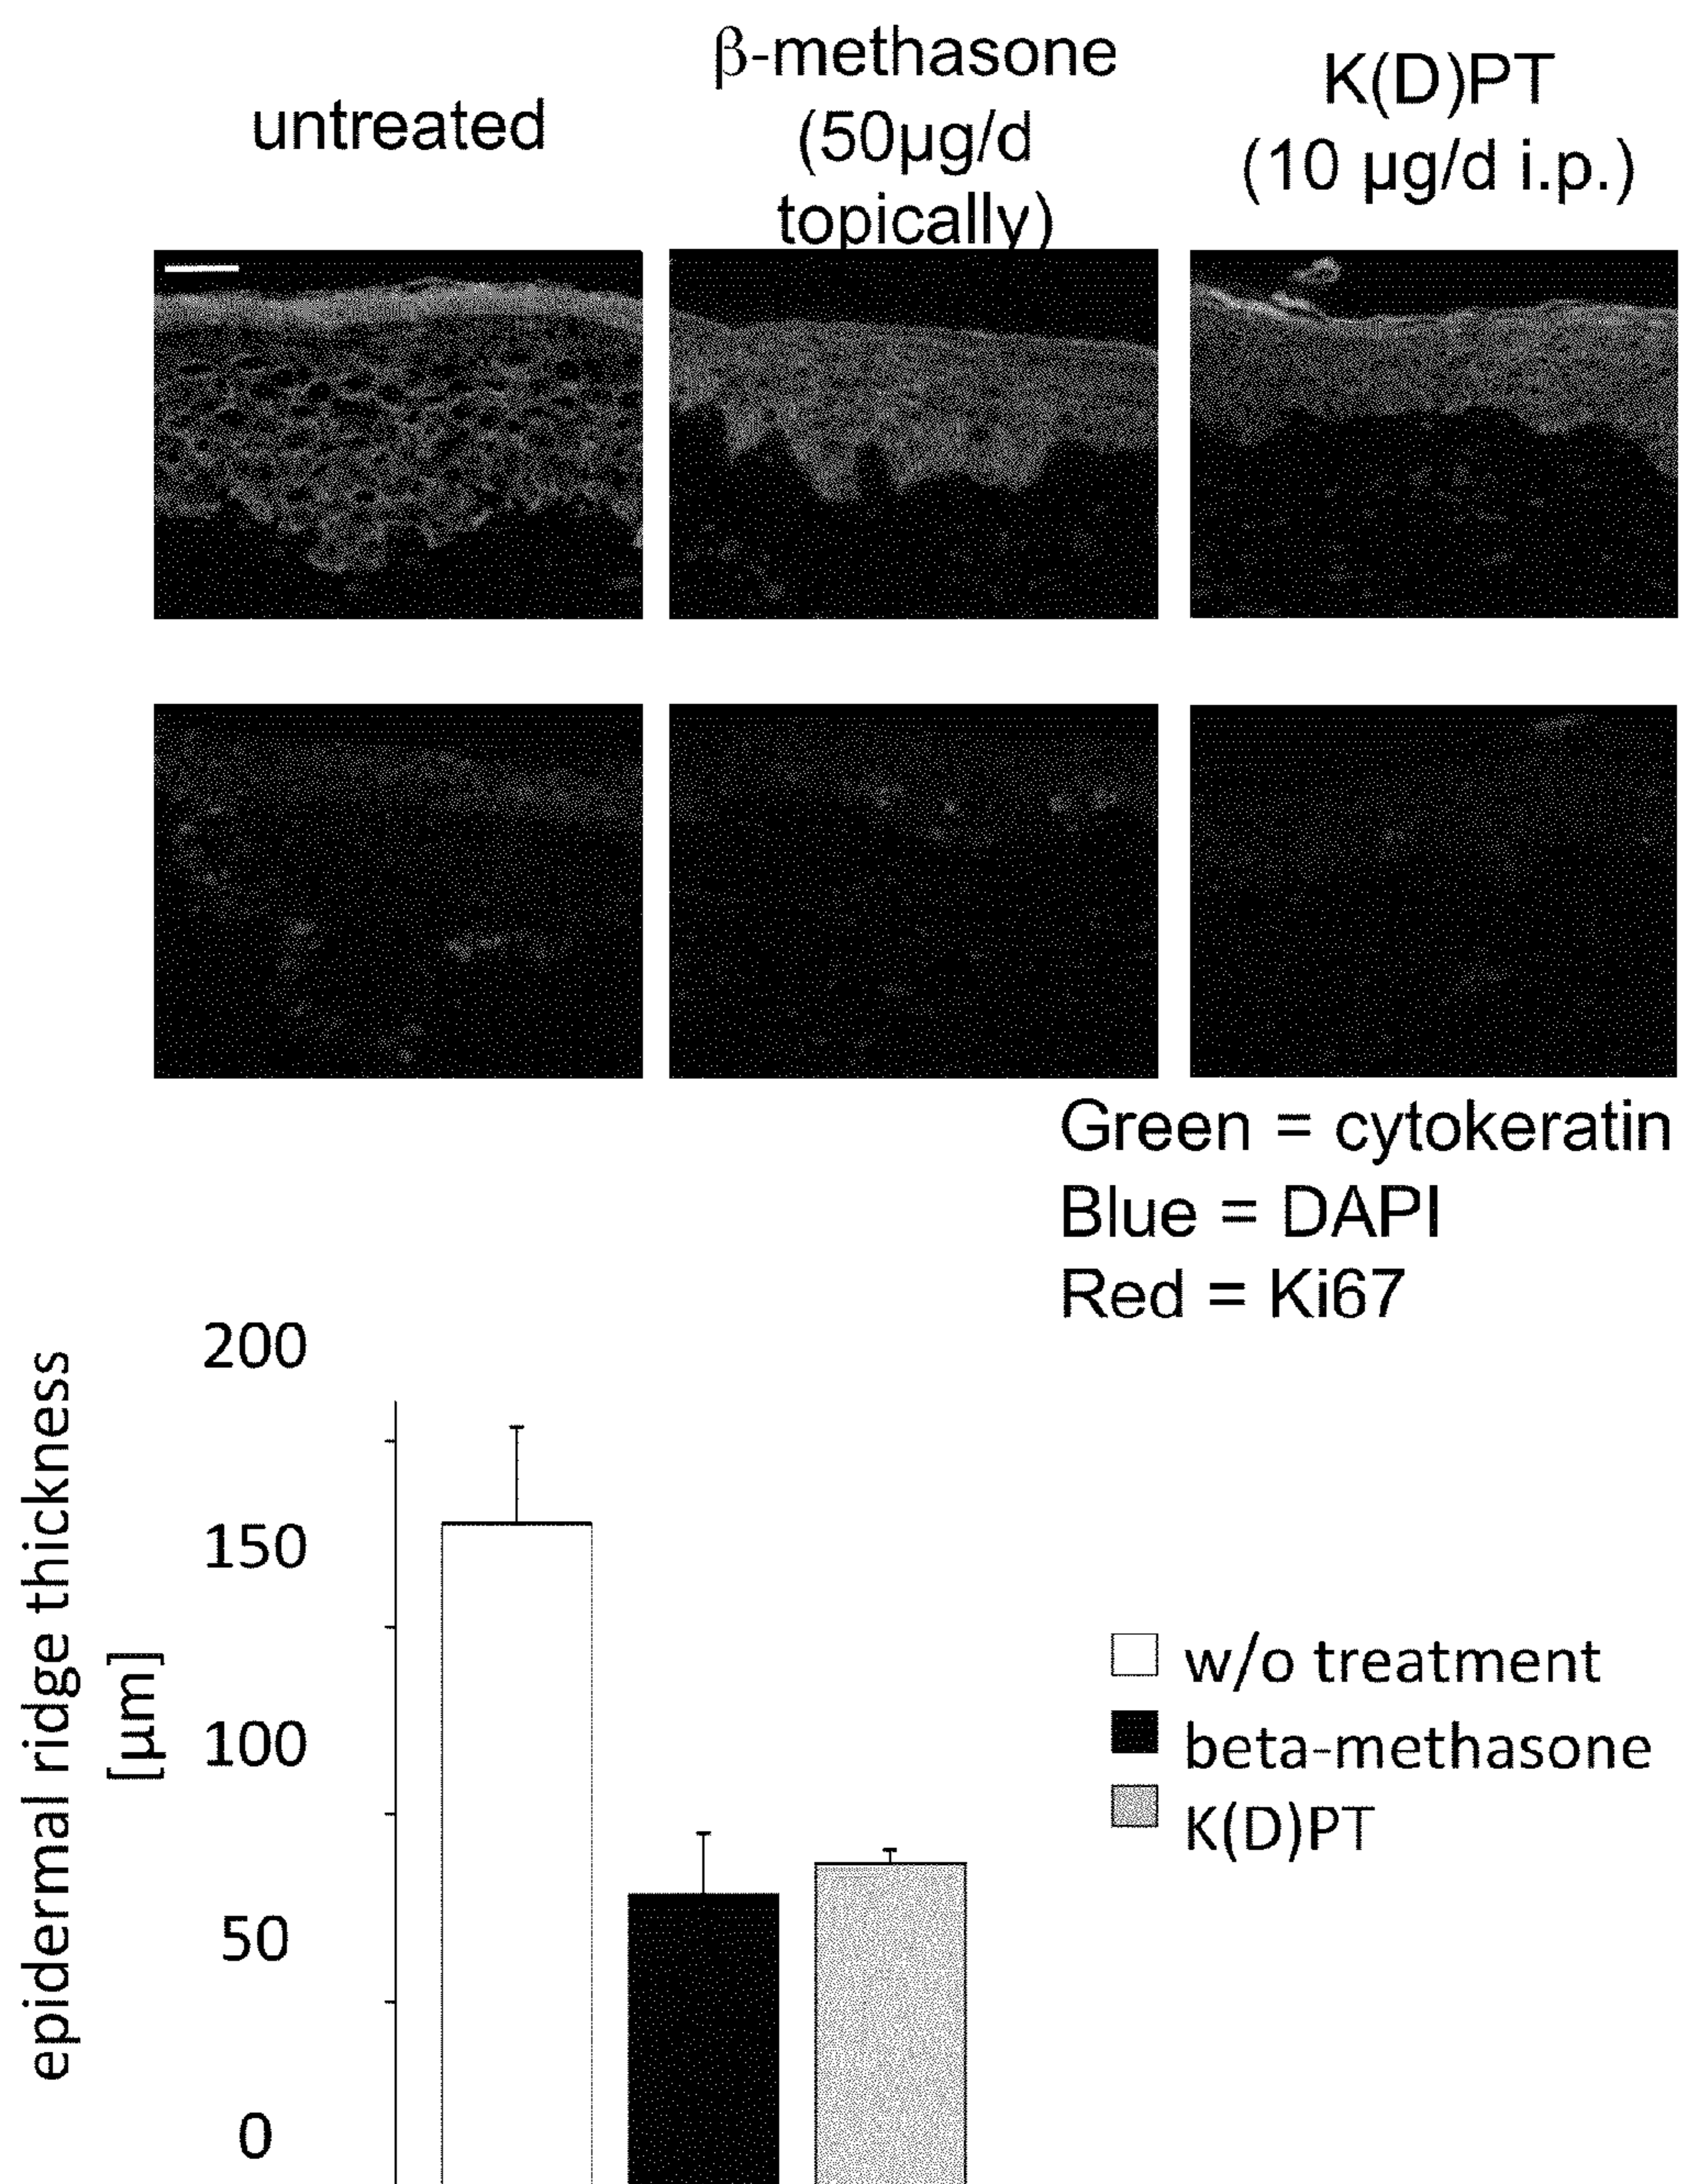 untreated
β-methasone
(50µg/d
topically)
K(D)PT
(10 µg/d i.p.)
Green = cytokeratin
Blue = DAPI
Red = Ki67
epidermal ridge thickness
[µm]
200
150
100
50
0
w/o treatment
beta-methasone
K(D)PT